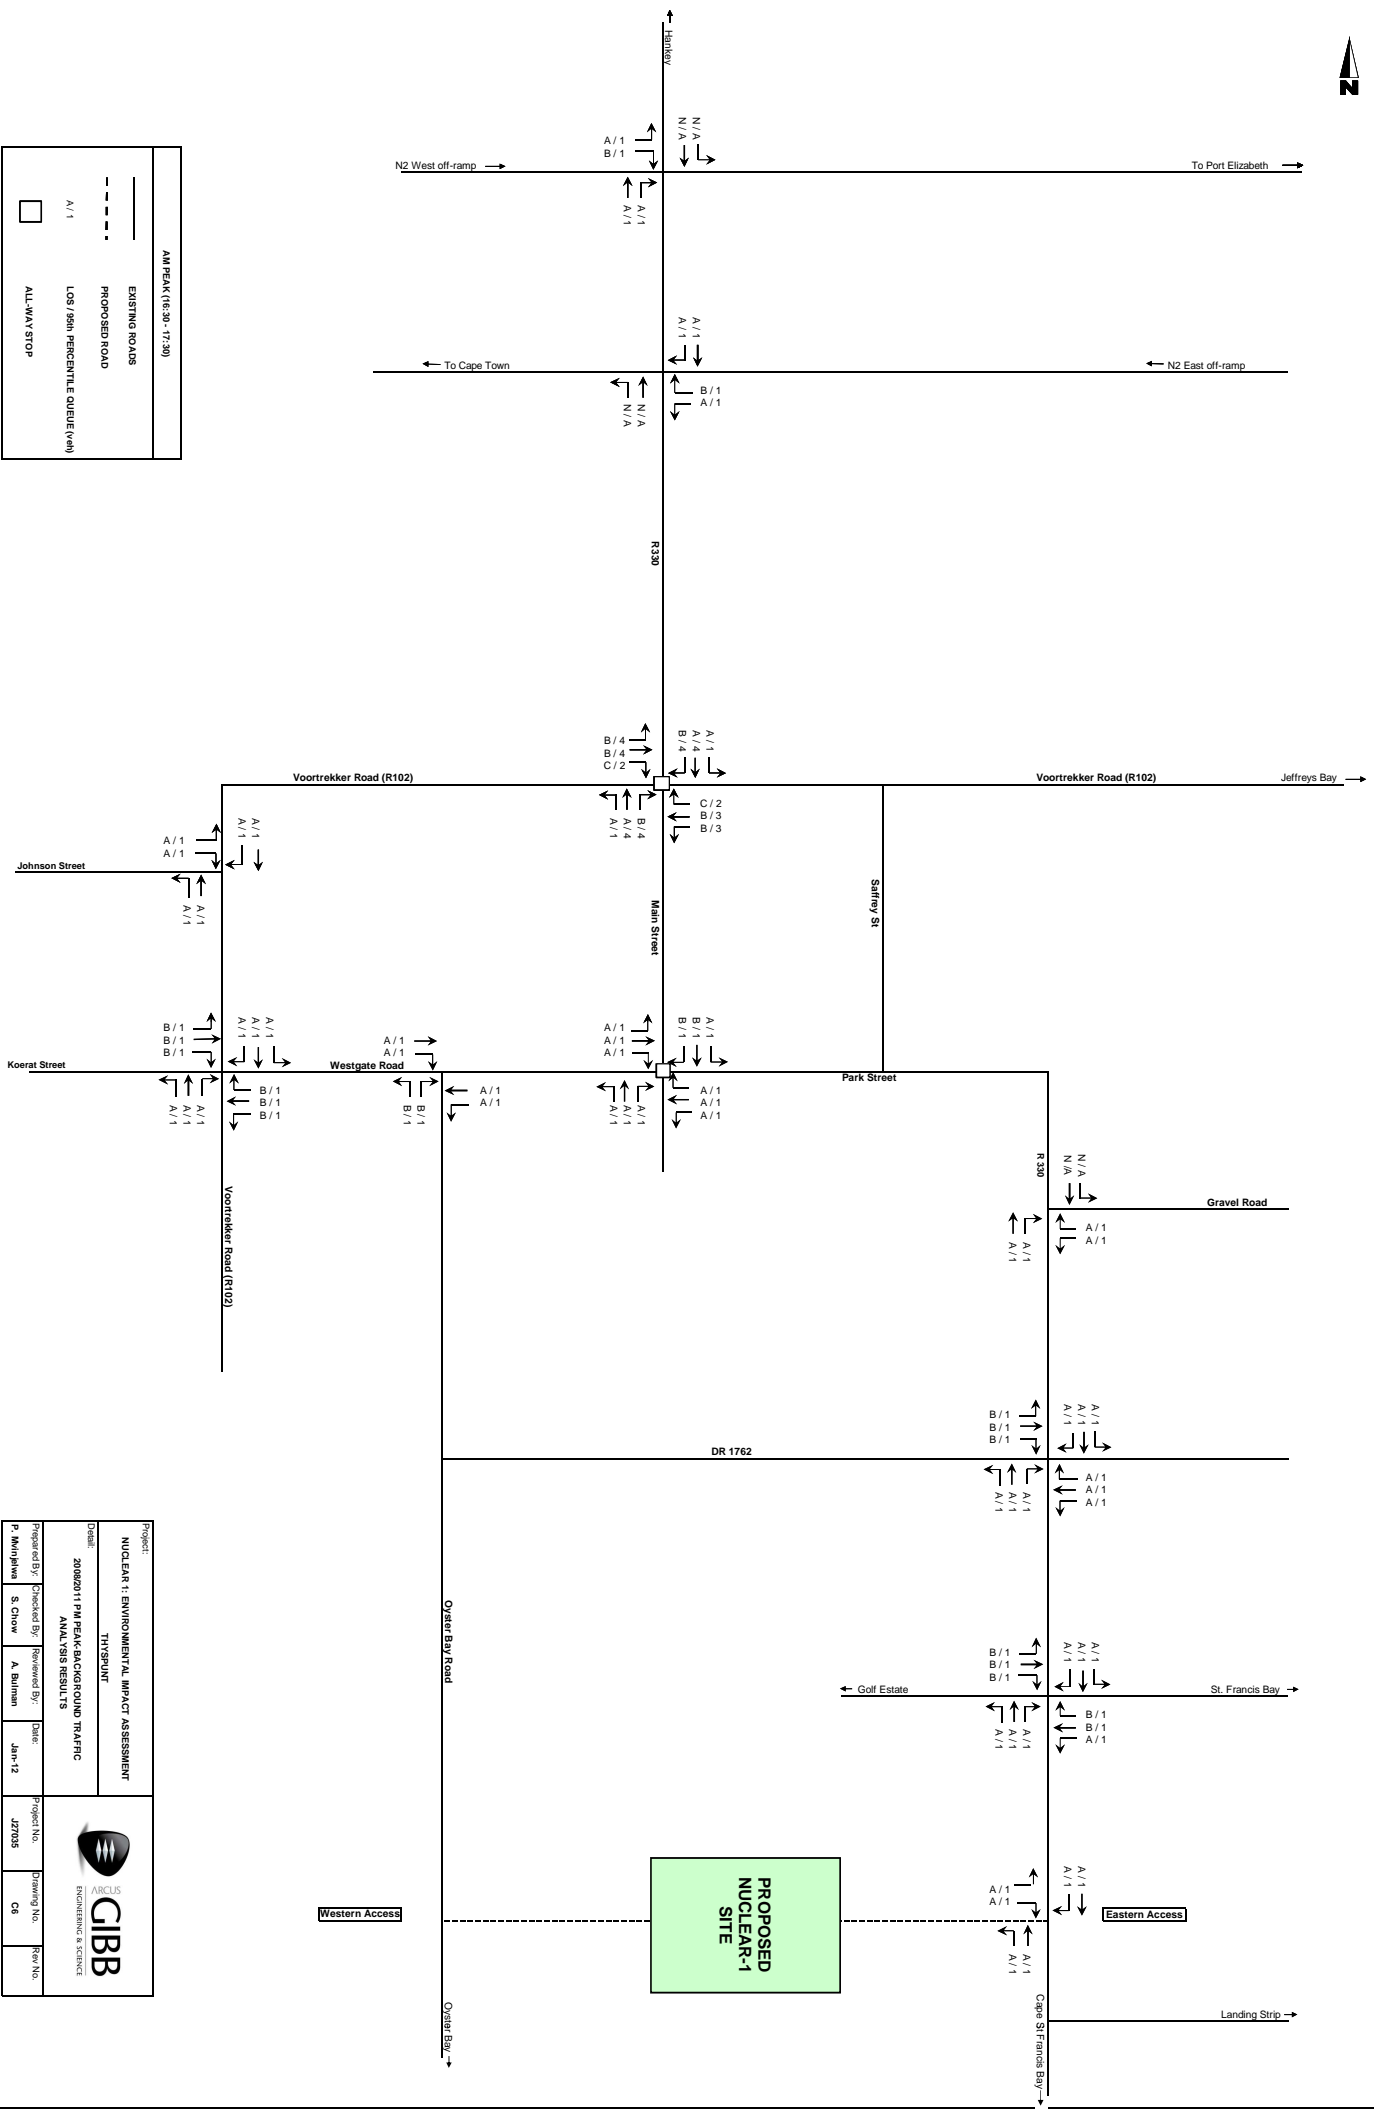 N
Hankey
N / A
N / A
A / 1
B / 1
N2 West off-ramp
To Port Elizabeth
A / 1
A / 1
A / 1
A / 1
To Cape Town
N2 East off-ramp
B / 1
A / 1
N / A
N / A
R330
A / 1
A / 4
B / 4
B / 4
B / 4
C / 2
Voortrekker Road (R102)
Voortrekker Road (R102)
Jeffreys Bay
C / 2
B / 3
B / 3
B / 4
A / 4
A / 1
A / 1
A / 1
A / 1
A / 1
Johnson Street
A / 1
A / 1
Main Street
Saffrey St
A / 1
A / 1
A / 1
B / 1
B / 1
B / 1
A / 1
A / 1
A / 1
A / 1
A / 1
A / 1
B / 1
B / 1
Koerat Street
Westgate Road
Park Street
B / 1
B / 1
B / 1
A / 1
A / 1
A / 1
A / 1
A / 1
A / 1
A / 1
A / 1
B / 1
B / 1
A / 1
A / 1
A / 1
R 330
N / A
N /A
Gravel Road
A / 1
A / 1
A / 1
A / 1
Voortrekker Road (R102)
A / 1
A / 1
A / 1
B / 1
B / 1
B / 1
DR 1762
A / 1
A / 1
A / 1
A / 1
A / 1
A / 1
Oyster Bay Road
A / 1
A / 1
A / 1
B / 1
B / 1
B / 1
Golf Estate
St. Francis Bay
B / 1
B / 1
A / 1
A / 1
A / 1
A / 1
PROPOSED
NUCLEAR-1
SITE
A / 1
A / 1
A / 1
A / 1
Western Access
Eastern Access
A / 1
A / 1
Oyster Bay
Cape St Francis Bay
Landing Strip
AM PEAK (16:30 - 17:30)
EXISTING ROADS
PROPOSED ROAD
A / 1
LOS / 95th PERCENTILE QUEUE (veh)
ALL-WAY STOP
Project:
NUCLEAR 1: ENVIRONMENTAL IMPACT ASSESSMENT
THYSPUNT
Detail:
2008/2011 PM PEAK-BACKGROUND TRAFFIC
ANALYSIS RESULTS
Prepared By:
P. Mvinjelwa
Checked By:
S. Chow
Reviewed By:
A. Bulman
Date:
Jan-12
Project No.
J27035
Drawing No.
C6
Rev No.
ARCUS
GIBB
ENGINEERING & SCIENCE